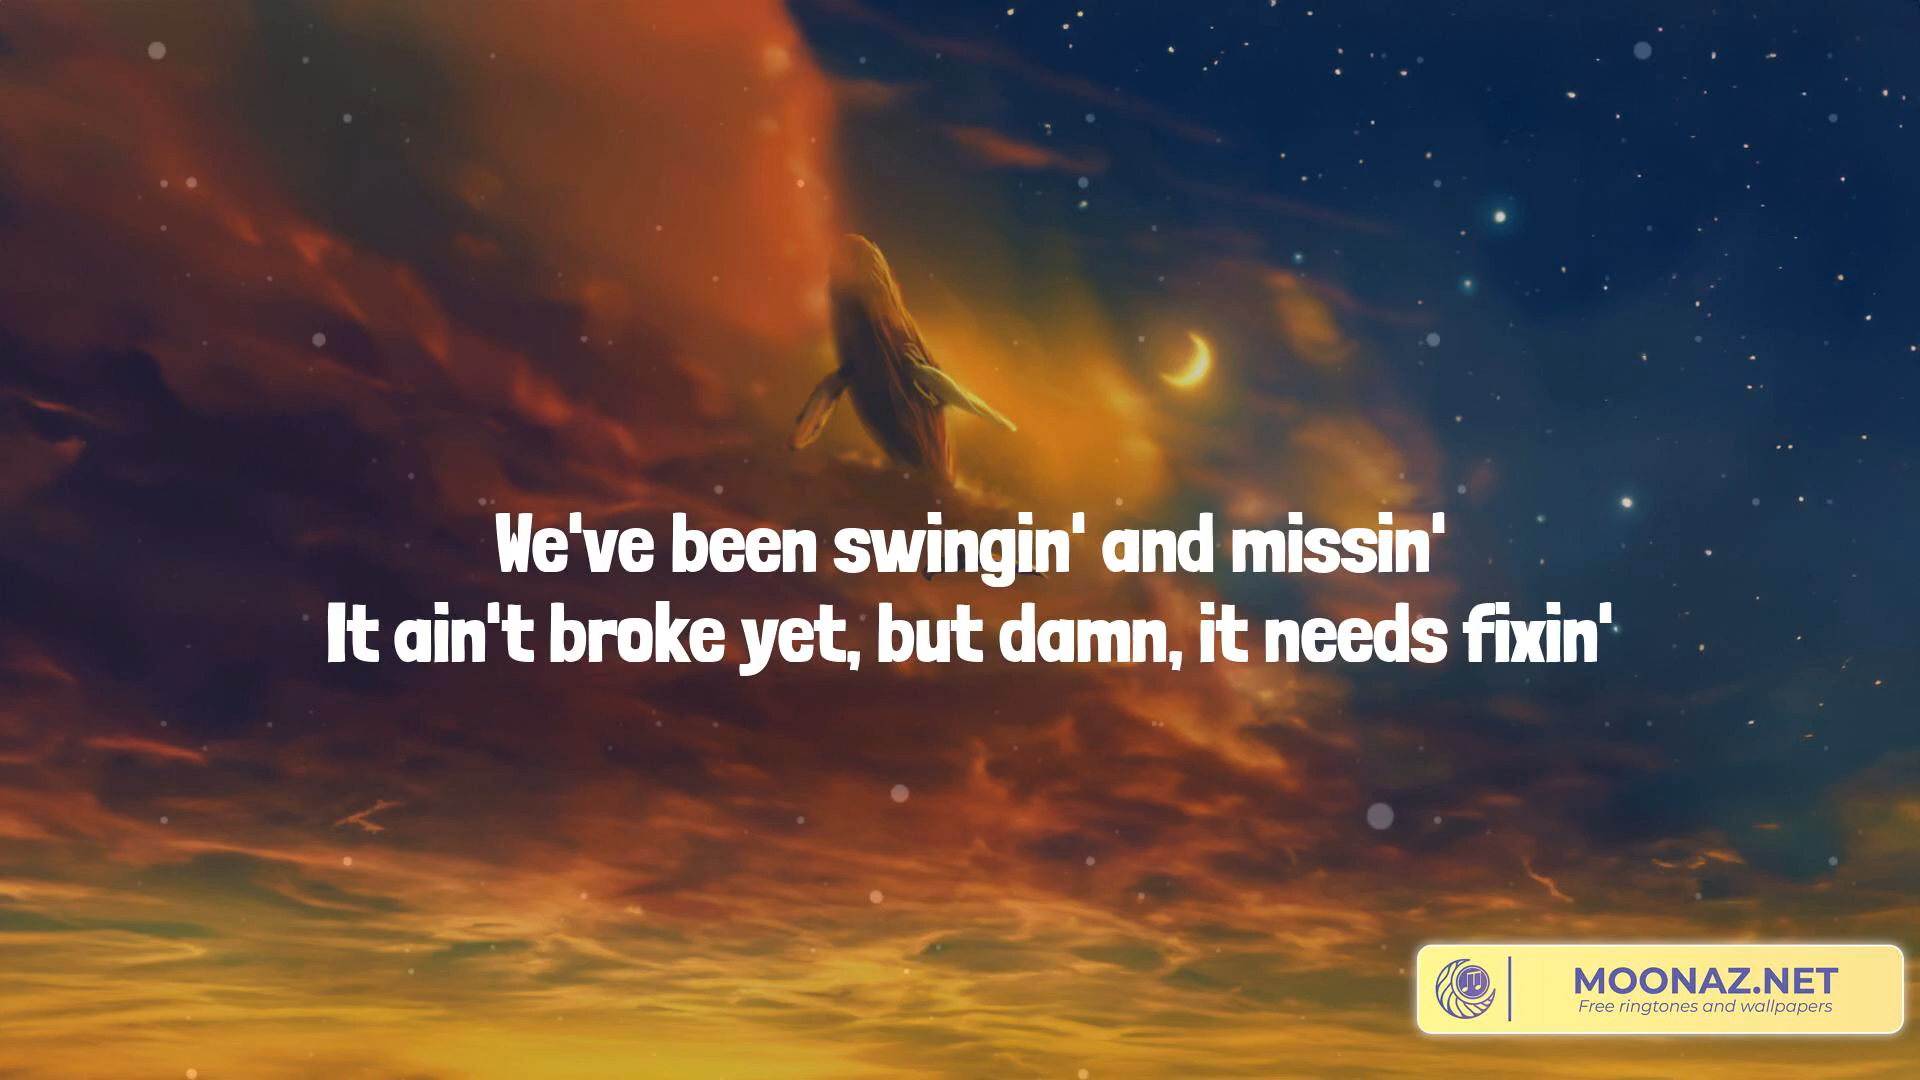 We've been swingin' and missin'
It ain't broke yet, but damn, it needs fixin'
MOONAZ.NET
Free ringtones and wallpapers